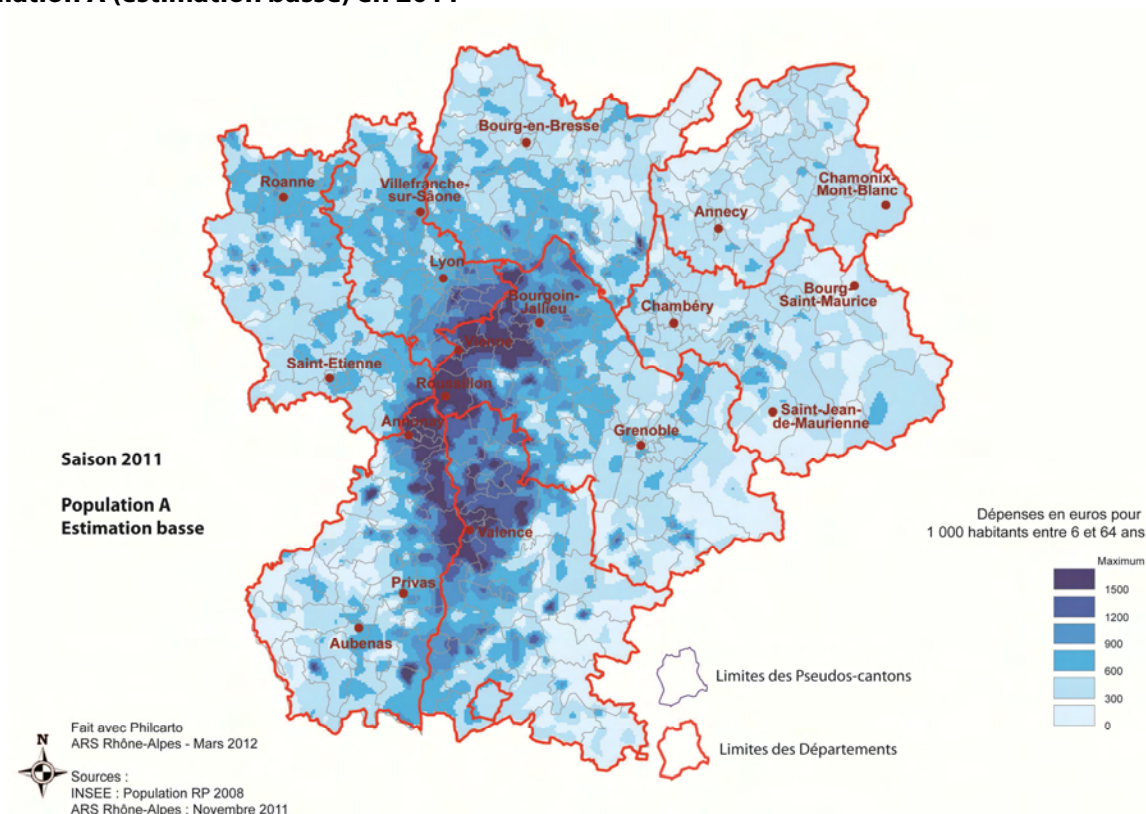 (estimation basse) en 2011
Bourg-en-Bresse
Roanne
Villefranche-
sur-Saône
Chamonix-
Mont-Blanc
Annecy
Lyon
Bourgoin-
Jallieu
Chambéry
Bourg-
Saint-Maurice
Vienne
Saint-Etienne
Roussillon
Annonay
Saint-Jean-
de-Maurienne
Grenoble
Saison 2011
Population A
Estimation basse
Valence
Privas
Aubenas
Dépenses en euros pour
1 000 habitants entre 6 et 64 ans
Maximum
1500
1200
900
600
300
0
Limites des Pseudos-cantons
Limites des Départements
N
Fait avec Philcarto
ARS Rhône-Alpes - Mars 2012
Sources :
INSEE : Population RP 2008
ARS Rhône-Alpes : Novembre 2011